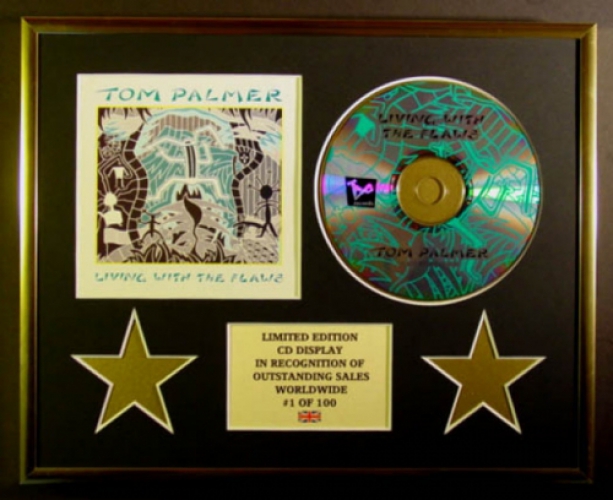 TOM PALMER
LIVING WITH THE FLAWS
LIVING WITH
THE FLAWS
records
TOM PALMER
LIMITED EDITION
CD DISPLAY
IN RECOGNITION OF
OUTSTANDING SALES
WORLDWIDE
#1 OF 100